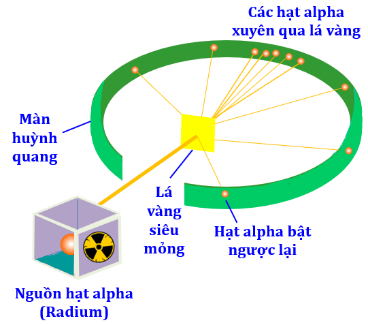 Các hạt alpha
xuyên qua lá vàng
Màn
huỳnh
quang
Lá
vàng
siêu
mỏng
Hạt alpha bật
ngược lại
Nguồn hạt alpha
(Radium)